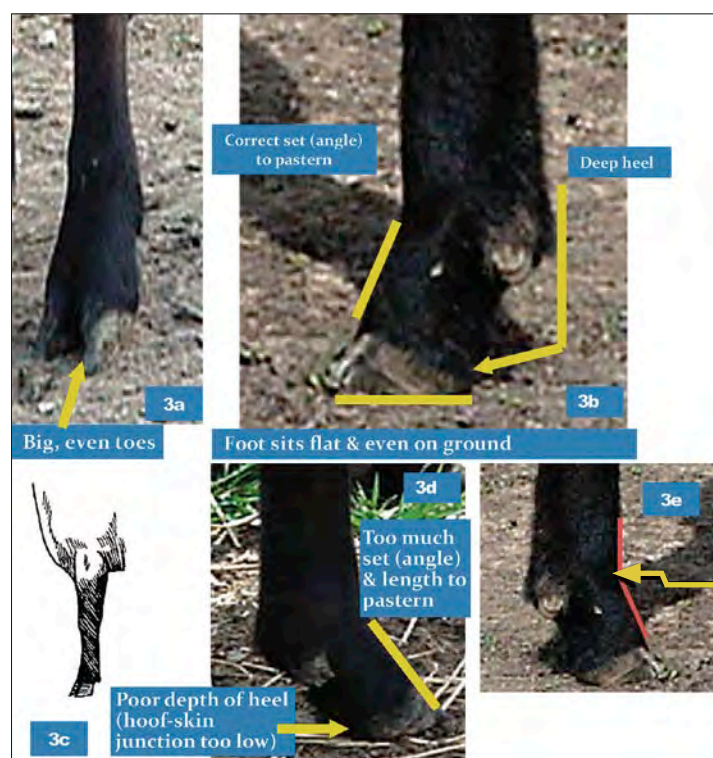 Correct set (angle)
to pastern
Deep heel
3a
3b
Big, even toes
Foot sits flat & even on ground
3c
3d
Too much
set (angle)
& length to
pastern
Poor depth of heel
(hoof-skin
junction too low)
3e